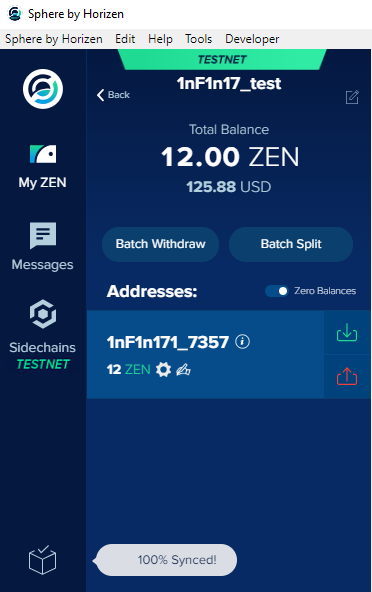 Sphere by Horizen
Sphere by Horizen Edit Help Tools Developer
TESTNET
Back
1nF1n17_test
Total Balance
12.00 ZEN
125.88 USD
My ZEN
Batch Withdraw
Batch Split
Messages
Addresses:
Zero Balances
Sidechains
TESTNET
1nF1n171_7357
12 ZEN
100% Synced!